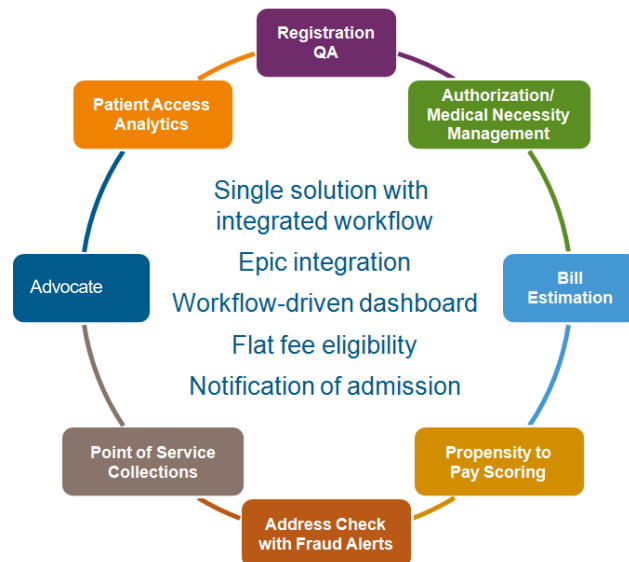 Registration
QA
Authorization/
Medical Necessity
Management
Bill
Estimation
Propensity to
Pay Scoring
Address Check
with Fraud Alerts
Point of Service
Collections
Advocate
Patient Access
Analytics
Single solution with
integrated workflow
Epic integration
Workflow-driven dashboard
Flat fee eligibility
Notification of admission